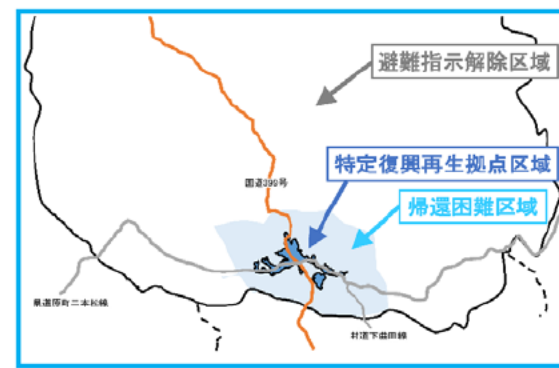 避難指示解除区域
特定復興再生拠点区域
国道399号
帰還困難区域
県道原町二本松線
村道下曲田線